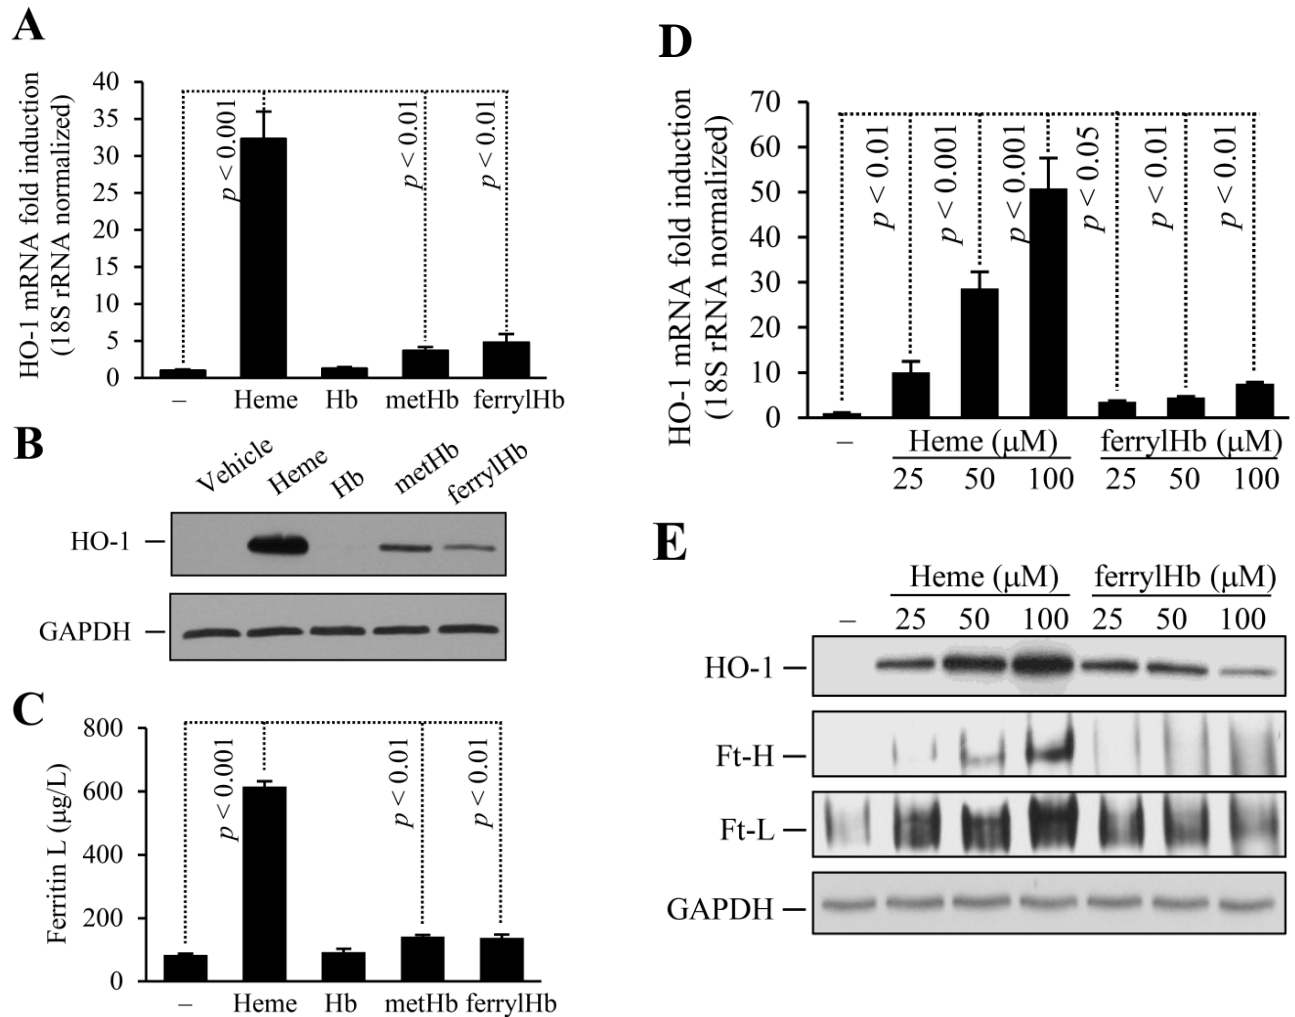 A
HO-1 mRNA fold induction
(18S rRNA normalized)
40
35
30
25
20
15
10
5
0
p < 0.001
p < 0.01
p < 0.01
– Heme Hb metHb ferrylHb
B
Vehicle Heme Hb metHb ferrylHb
HO-1
GAPDH
C
Ferritin L (µg/L)
800
600
400
200
0
p < 0.001
p < 0.01
p < 0.01
– Heme Hb metHb ferrylHb
D
HO-1 mRNA fold induction
(18S rRNA normalized)
70
60
50
40
30
20
10
0
p < 0.01
p < 0.001
p < 0.001
p < 0.05
p < 0.01
p < 0.01
– Heme (µM) ferrylHb (µM)
25 50 100 25 50 100
E
Heme (µM) ferrylHb (µM)
– 25 50 100 25 50 100
HO-1
Ft-H
Ft-L
GAPDH